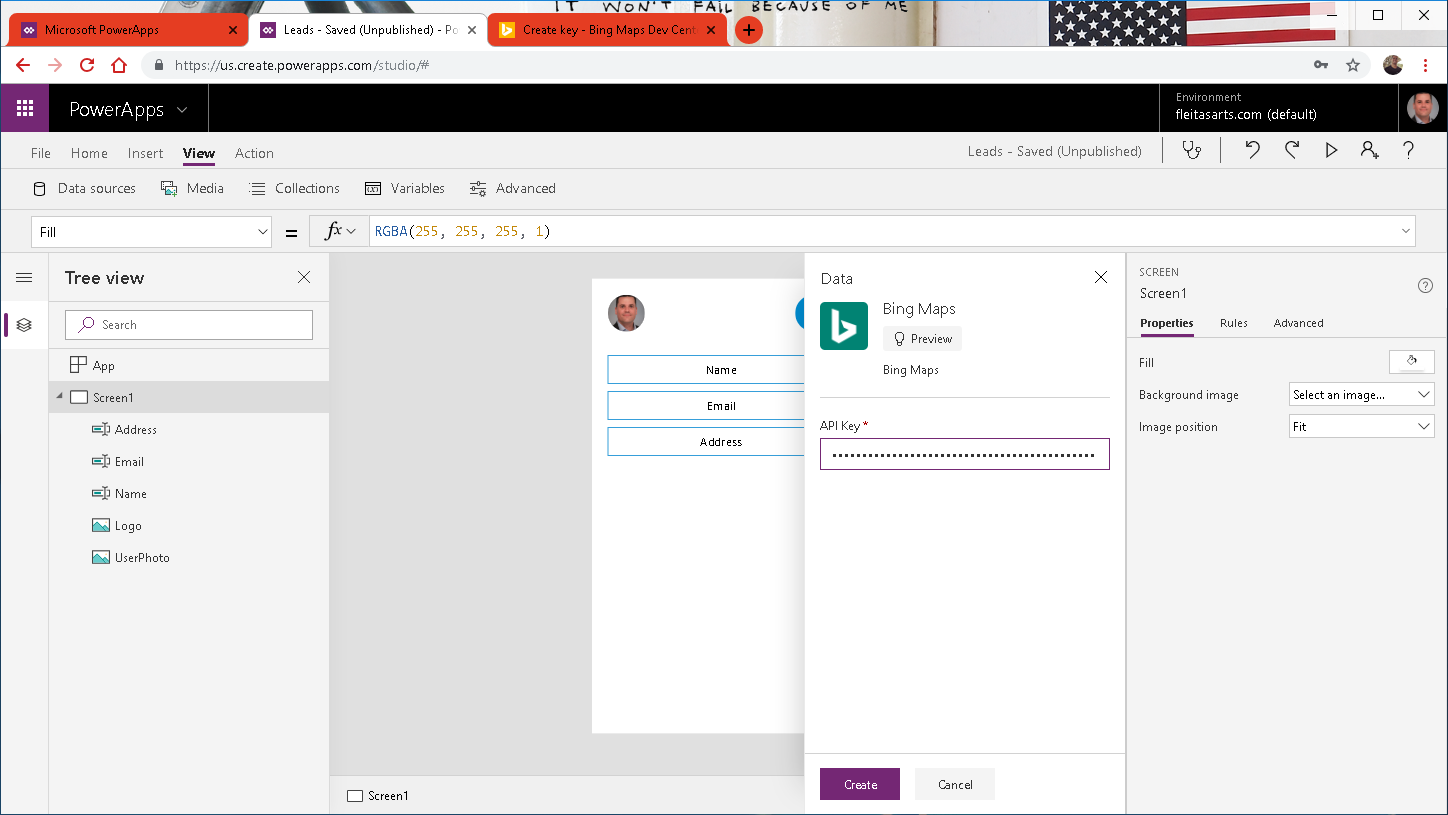 IT WON'T FAIL BECAUSE OF ME
Microsoft PowerApps
Leads - Saved (Unpublished) - Po
Create key - Bing Maps Dev Cent
https://us.create.powerapps.com/studio/#
PowerApps
Environment
fleitasarts.com (default)
File Home Insert View Action
Leads - Saved (Unpublished)
Data sources Media Collections Variables Advanced
Fill
= fx RGBA(255, 255, 255, 1)
Tree view
Search
App
Screen1
Address
Email
Name
Logo
UserPhoto
Name
Email
Address
Screen1
Data
Bing Maps
Preview
Bing Maps
API Key *
Create Cancel
SCREEN
Screen1
Properties Rules Advanced
Fill
Background image Select an image...
Image position Fit